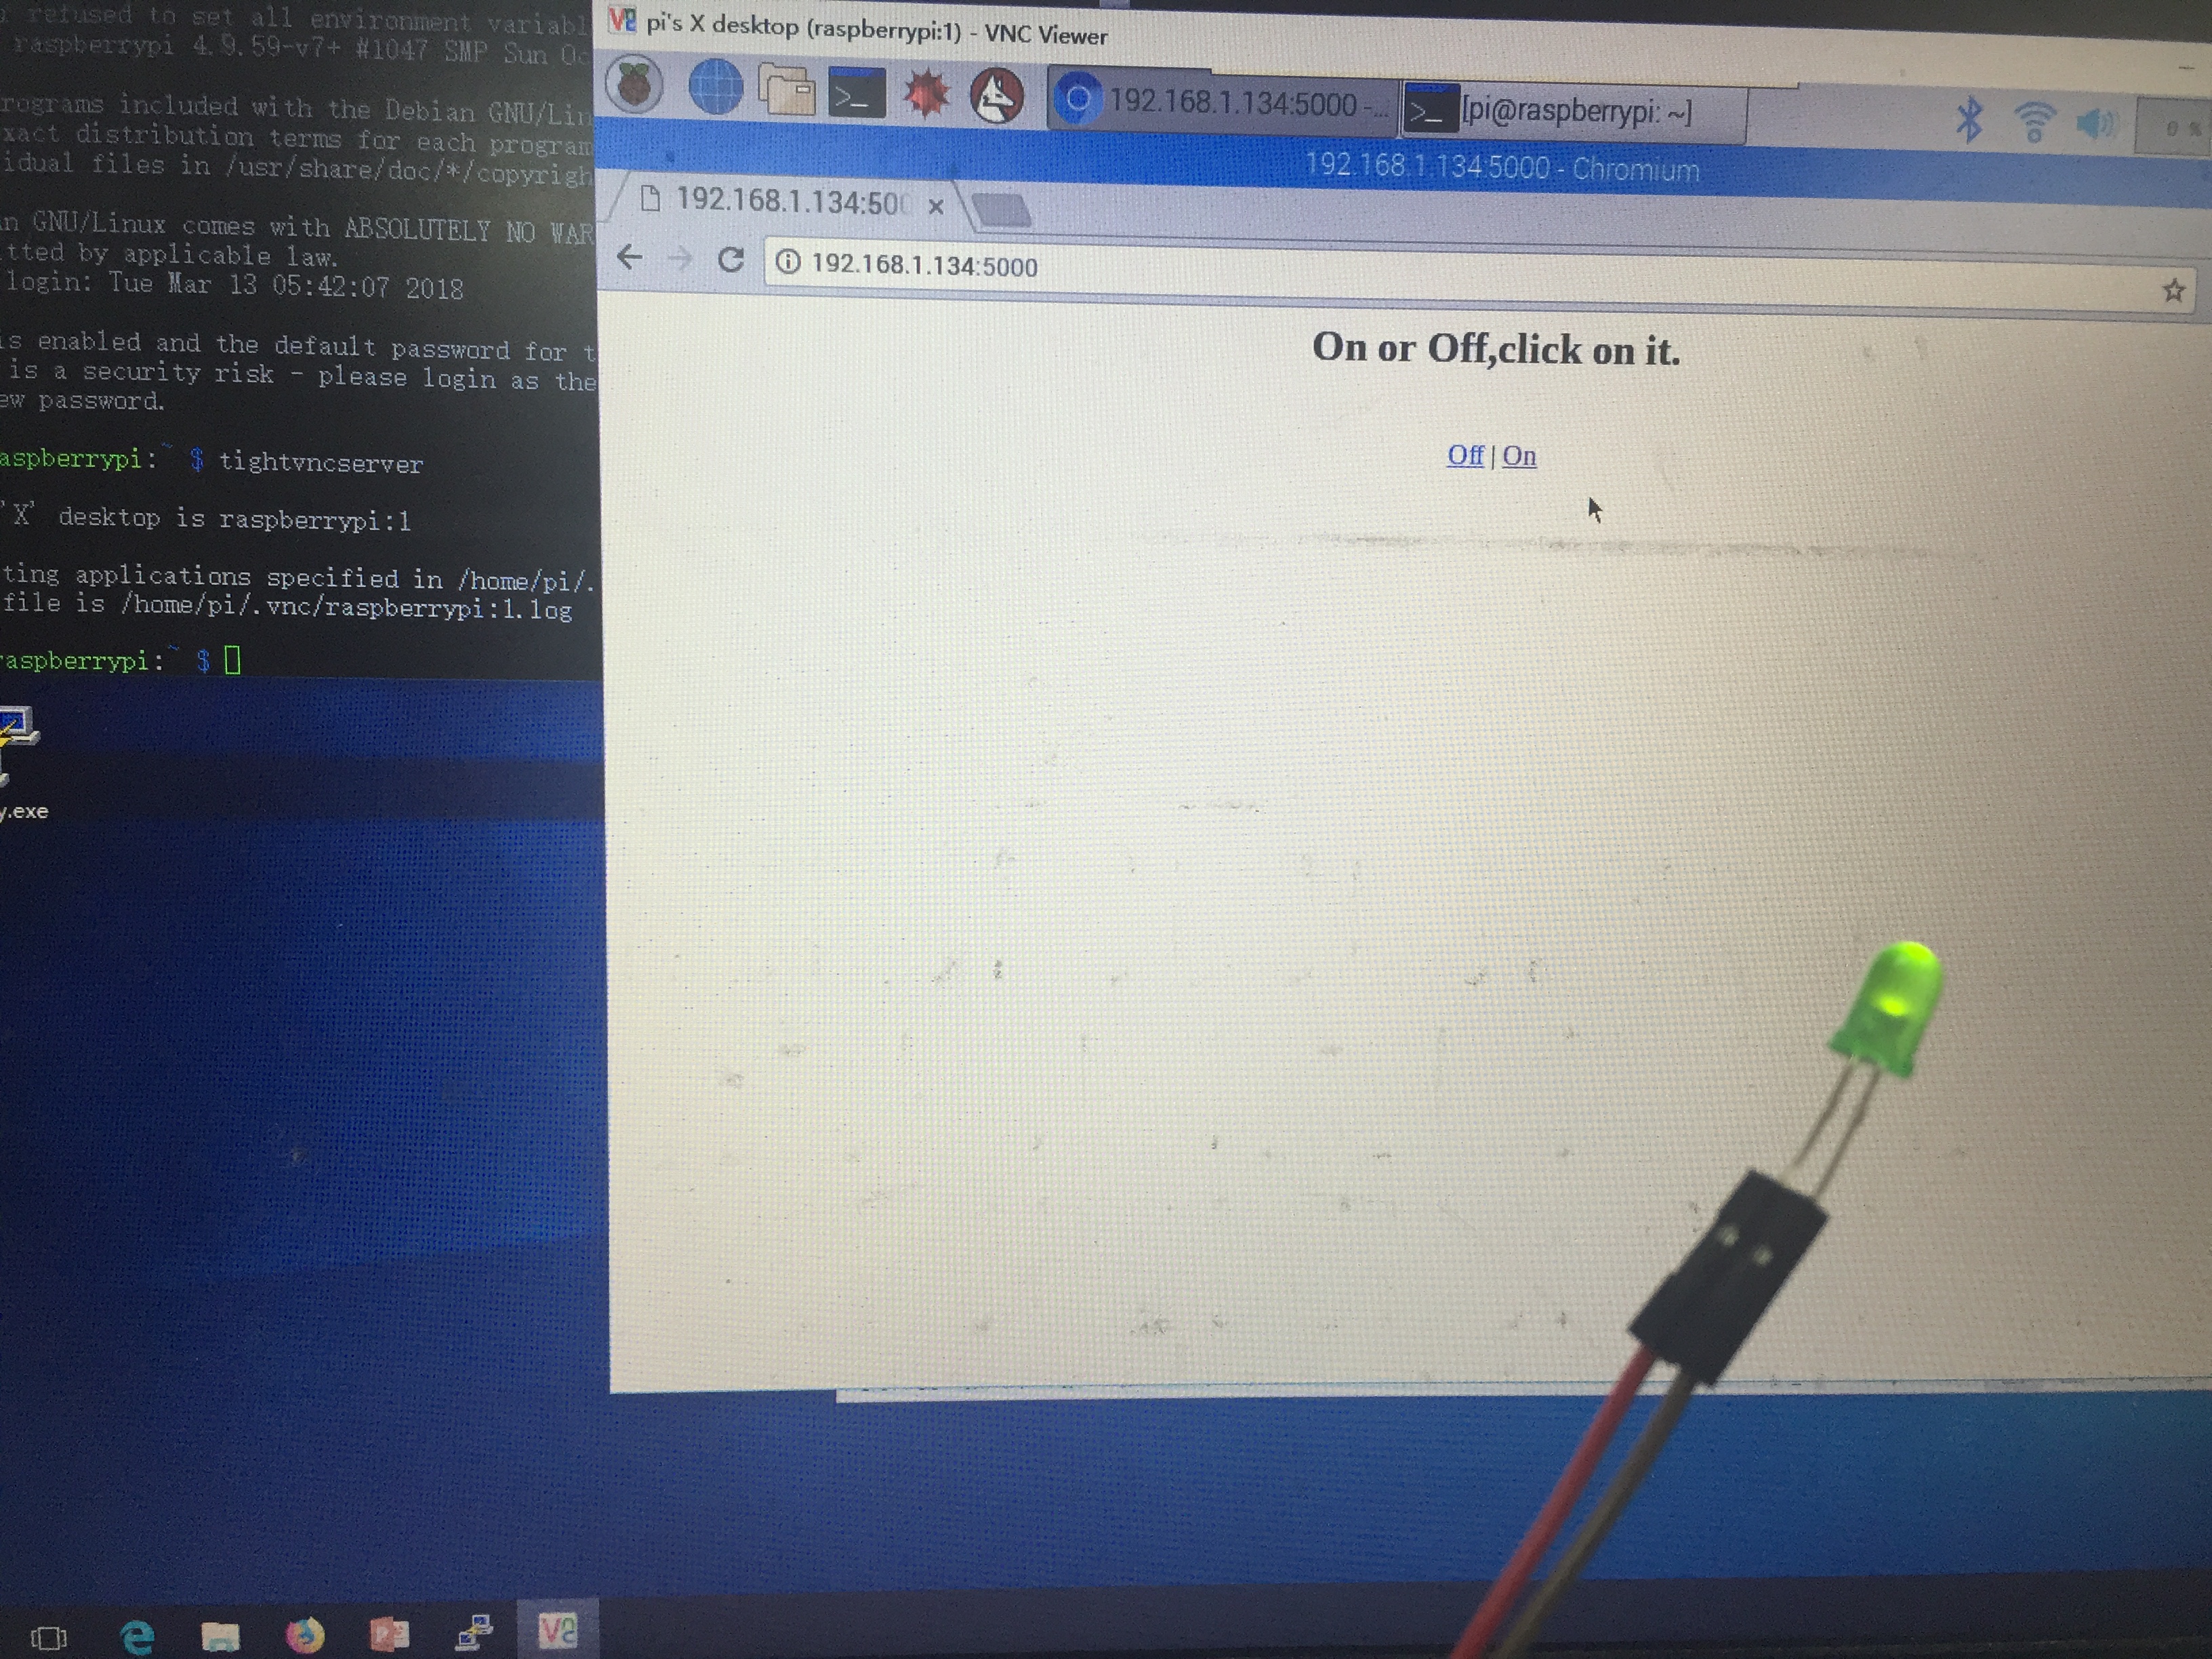 refused to set all environment variabl
raspberrypi 4.9.59-v7+ #1047 SMP Sun Oc
rograms included with the Debian GNU/Lin
xact distribution terms for each program
idual files in /usr/share/doc/*/copyrigh
n GNU/Linux comes with ABSOLUTELY NO WAR
tted by applicable law.
login: Tue Mar 13 05:42:07 2018
is enabled and the default password for t
is a security risk - please login as the
ew password.
aspberrypi:~ $ tightvncserver
'X' desktop is raspberrypi:1
ting applications specified in /home/pi/.
file is /home/pi/.vnc/raspberrypi:1.log
raspberrypi:~ $
y.exe
V2 pi's X desktop (raspberrypi:1) - VNC Viewer
192.168.1.134:5000 -...
[pi@raspberrypi: ~]
0 %
192.168.1.134:5000 - Chromium
192.168.1.134:500
192.168.1.134:5000
On or Off,click on it.
Off | On